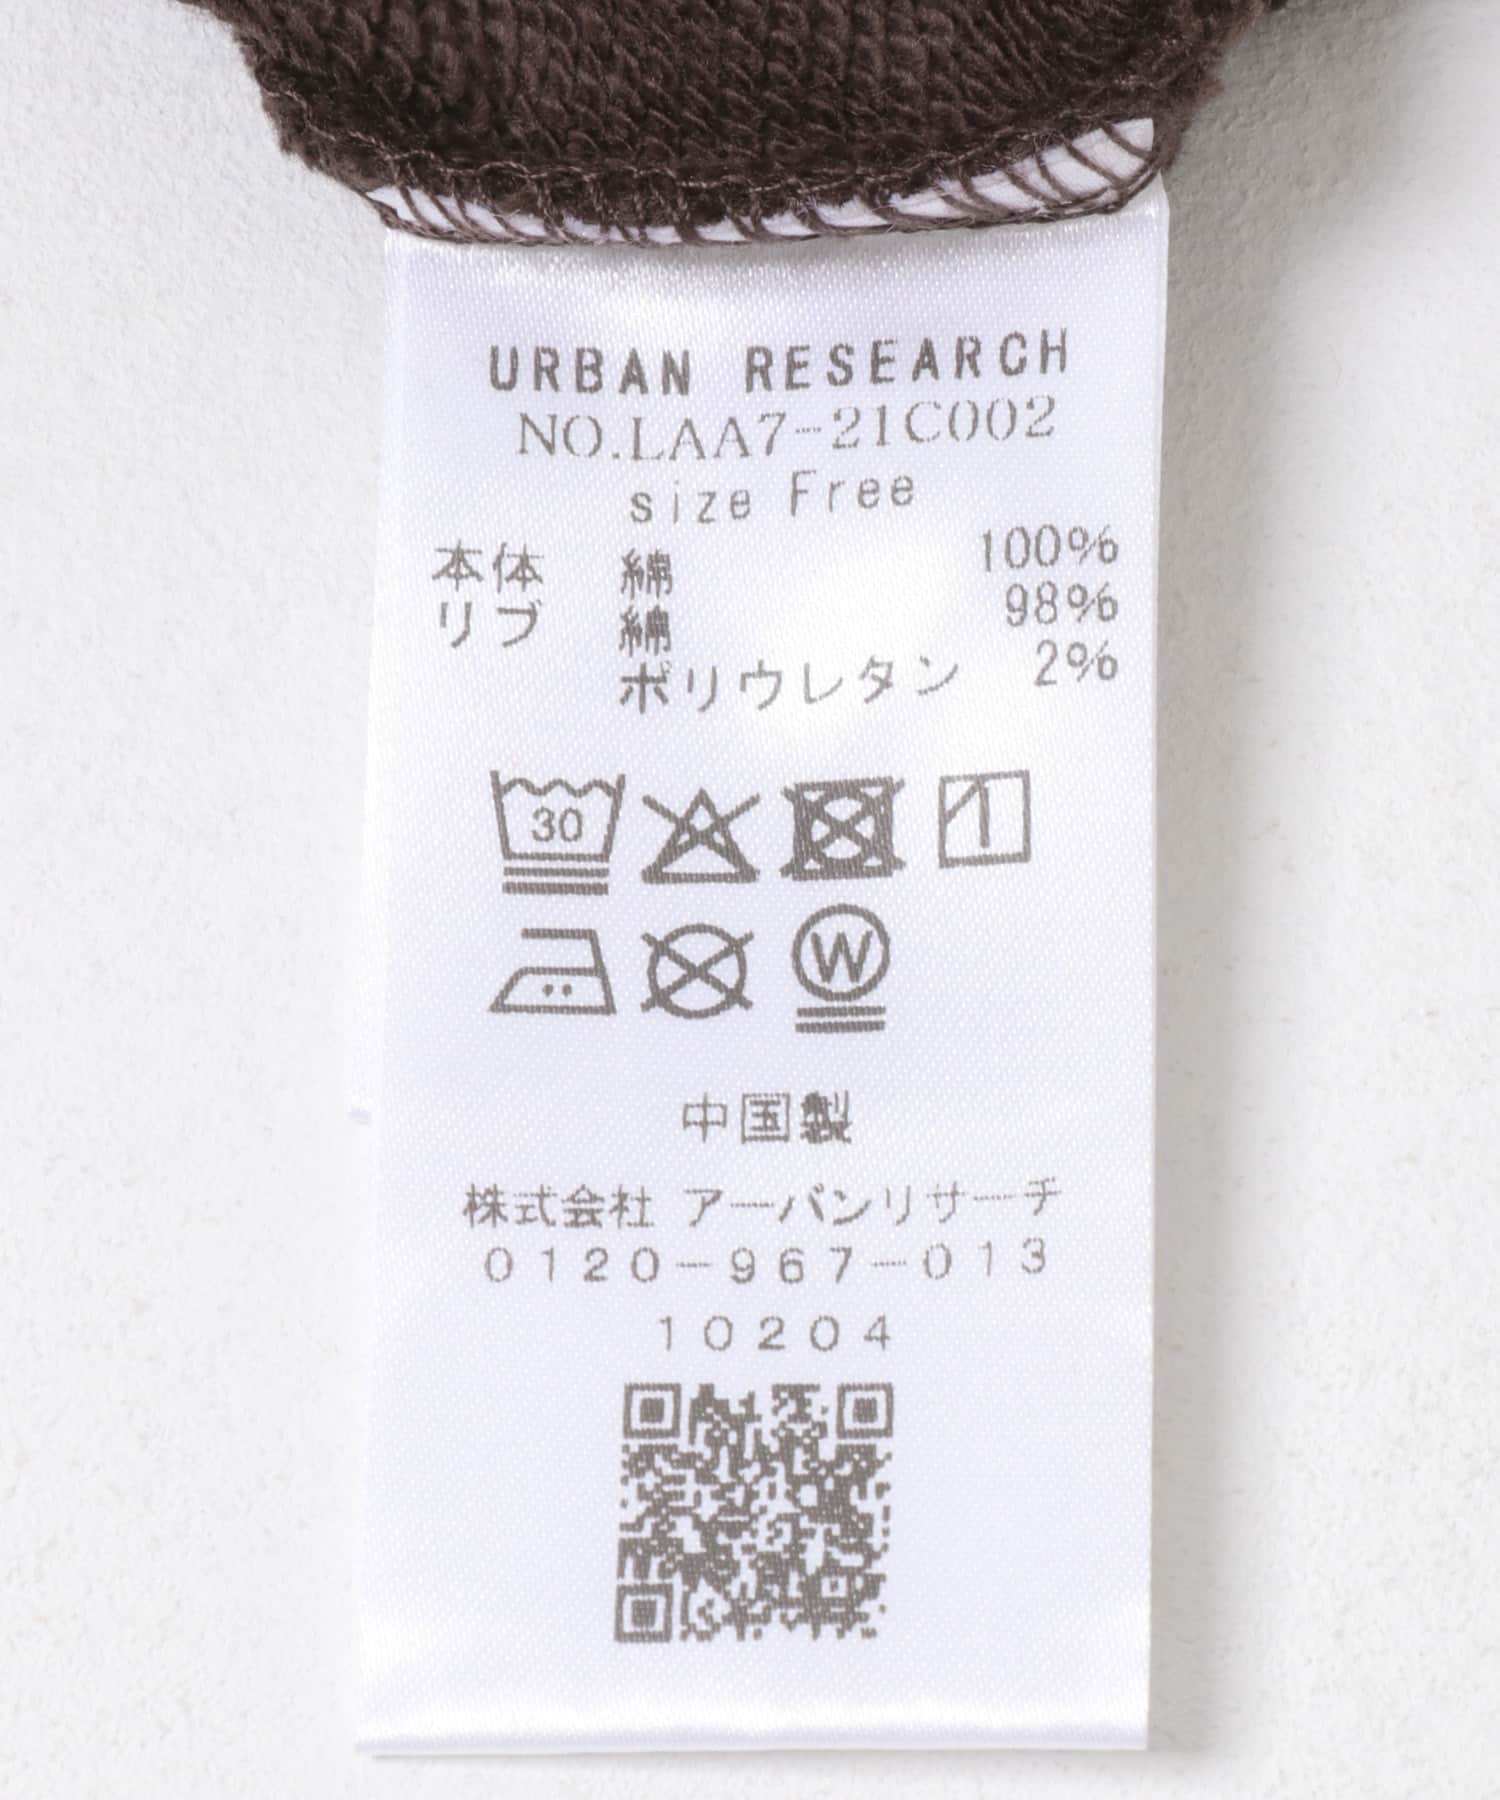 URBAN RESEARCH
NO.LAA7-21C002
size Free
本体 綿 100%
リブ 綿 98%
ポリウレタン 2%
30
W
中国製
株式会社 アーバンリサーチ
0120-967-013
10204